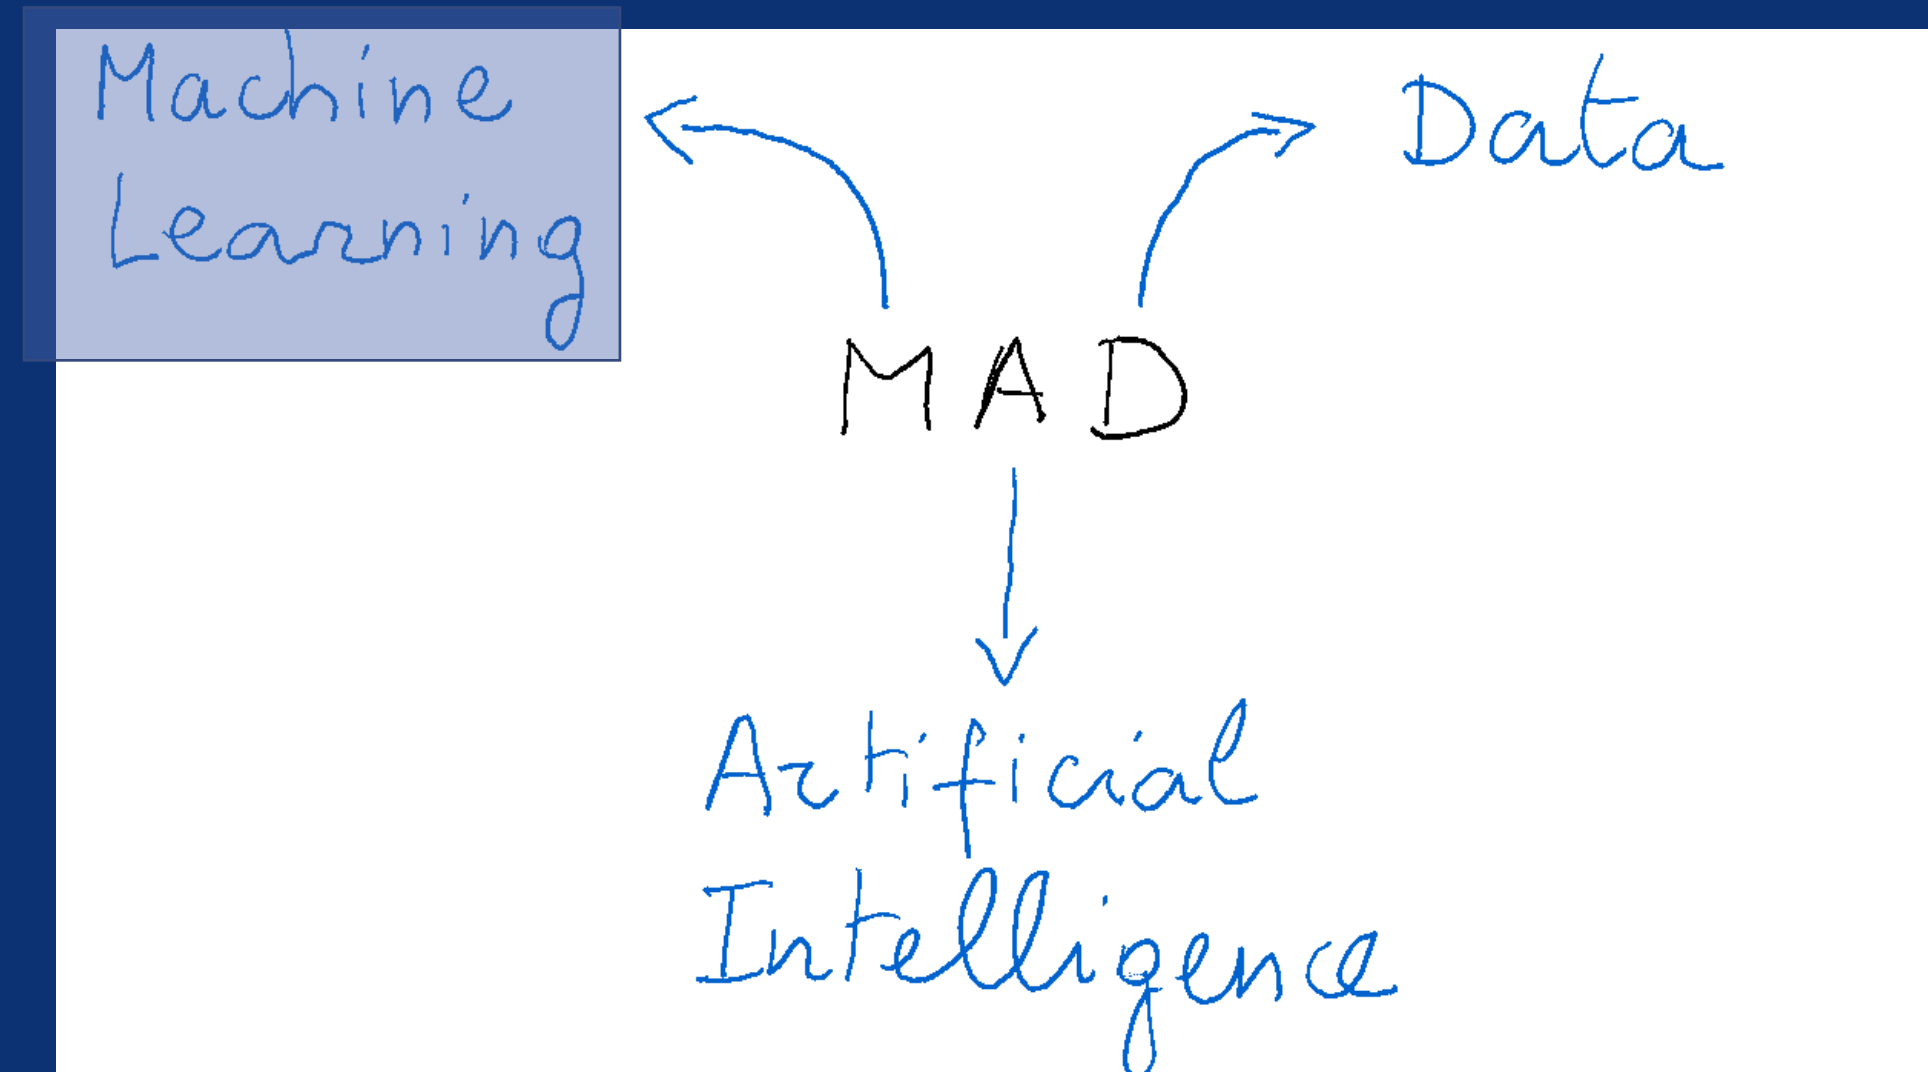 Machine
Learning
Data
MAD
Artificial
Intelligence